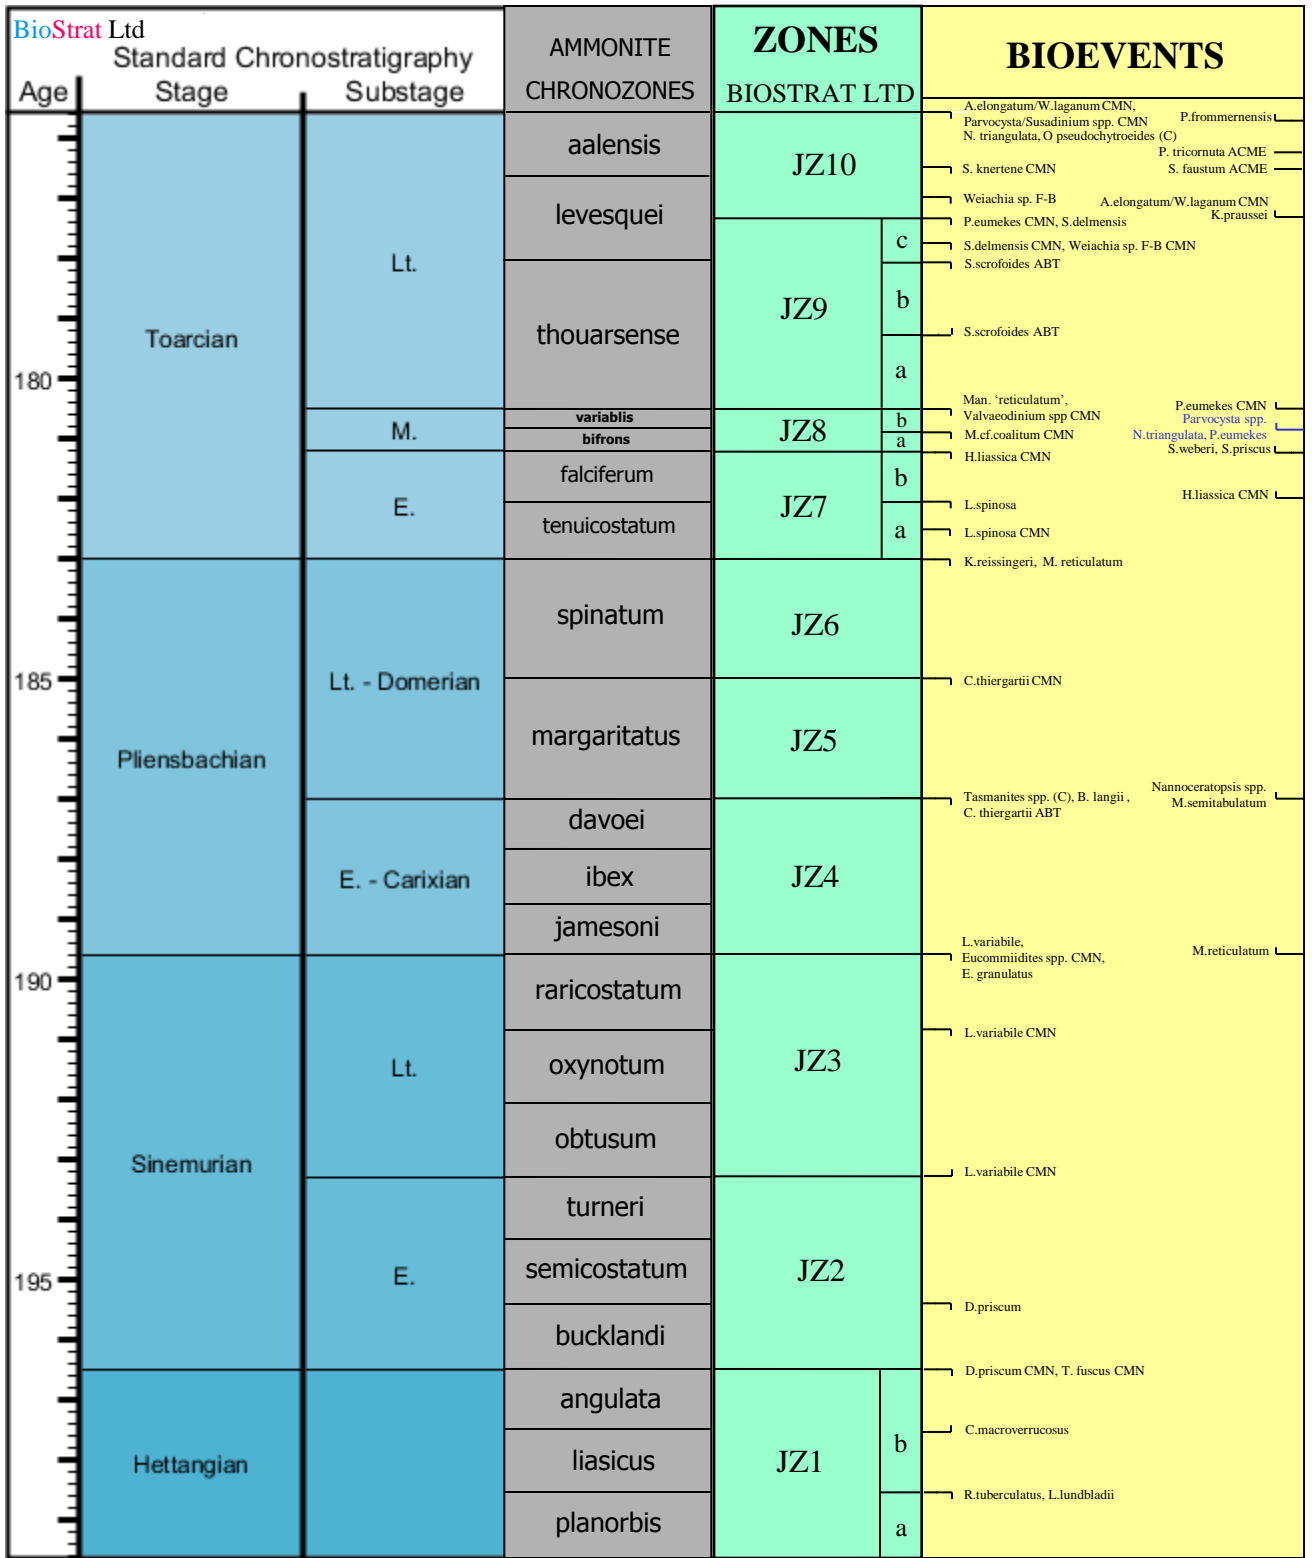 BioStrat Ltd
Standard Chronostratigraphy
Age
Stage
Substage
AMMONITE
CHRONOZONES
ZONES
BIOSTRAT LTD
BIOEVENTS
180
185
190
195
Toarcian
Pliensbachian
Sinemurian
Hettangian
Lt.
M.
E.
Lt. - Domerian
E. - Carixian
Lt.
E.
aalensis
levesquei
thouarsense
variablis
bifrons
falciferum
tenuicostatum
spinatum
margaritatus
davoei
ibex
jamesoni
raricostatum
oxynotum
obtusum
turneri
semicostatum
bucklandi
angulata
liasicus
planorbis
JZ10
JZ9
c
b
a
JZ8
b
a
JZ7
b
a
JZ6
JZ5
JZ4
JZ3
JZ2
JZ1
b
a
A.elongatum/W.laganum CMN,
Parvocysta/Susadinium spp. CMN
N. triangulata, O pseudochytroeides (C)
S. knertene CMN
Weiachia sp. F-B
P.eumekes CMN, S.delmensis
S.delmensis CMN, Weiachia sp. F-B CMN
S.scrofoides ABT
S.scrofoides ABT
Man. ‘reticulatum’,
Valvaeodinium spp CMN
M.cf.coalitum CMN
H.liassica CMN
L.spinosa
L.spinosa CMN
K.reissingeri, M. reticulatum
C.thiergartii CMN
Tasmanites spp. (C), B. langii ,
C. thiergartii ABT
L.variabile,
Eucommiidites spp. CMN,
E. granulatus
L.variabile CMN
L.variabile CMN
D.priscum
D.priscum CMN, T. fuscus CMN
C.macroverrucosus
R.tuberculatus, L.lundbladii
P.frommernensis
P. tricornuta ACME
S. faustum ACME
A.elongatum/W.laganum CMN
K.praussei
P.eumekes CMN
Parvocysta spp.
N.triangulata, P.eumekes
S.weberi, S.priscus
H.liassica CMN
Nannoceratopsis spp.
M.semitabulatum
M.reticulatum